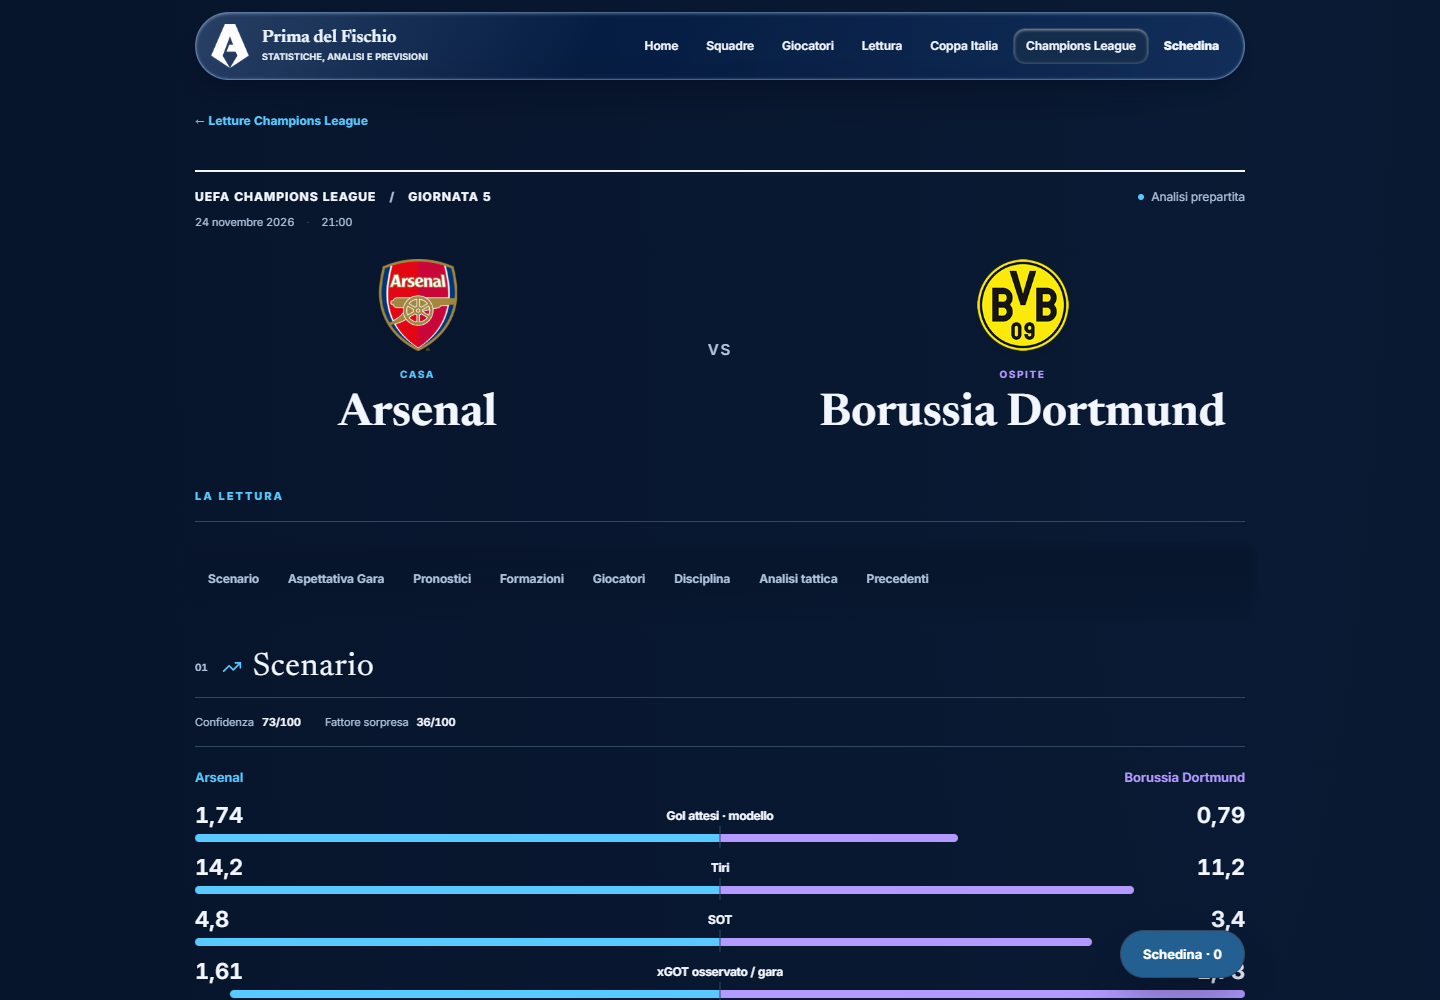 Prima del Fischio
STATISTICHE, ANALISI E PREVISIONI
Home Squadre Giocatori Lettura Coppa Italia Champions League Schedina
← Letture Champions League
UEFA CHAMPIONS LEAGUE / GIORNATA 5
Analisi prepartita
24 novembre 2026 · 21:00
Arsenal
BVB
09
VS
CASA
OSPITE
Arsenal
Borussia Dortmund
LA LETTURA
Scenario Aspettativa Gara Pronostici Formazioni Giocatori Disciplina Analisi tattica Precedenti
01 Scenario
Confidenza 73/100 Fattore sorpresa 36/100
Arsenal Borussia Dortmund
1,74 Gol attesi · modello 0,79
14,2 Tiri 11,2
4,8 SOT 3,4
Schedina · 0
1,61 xGOT osservato / gara